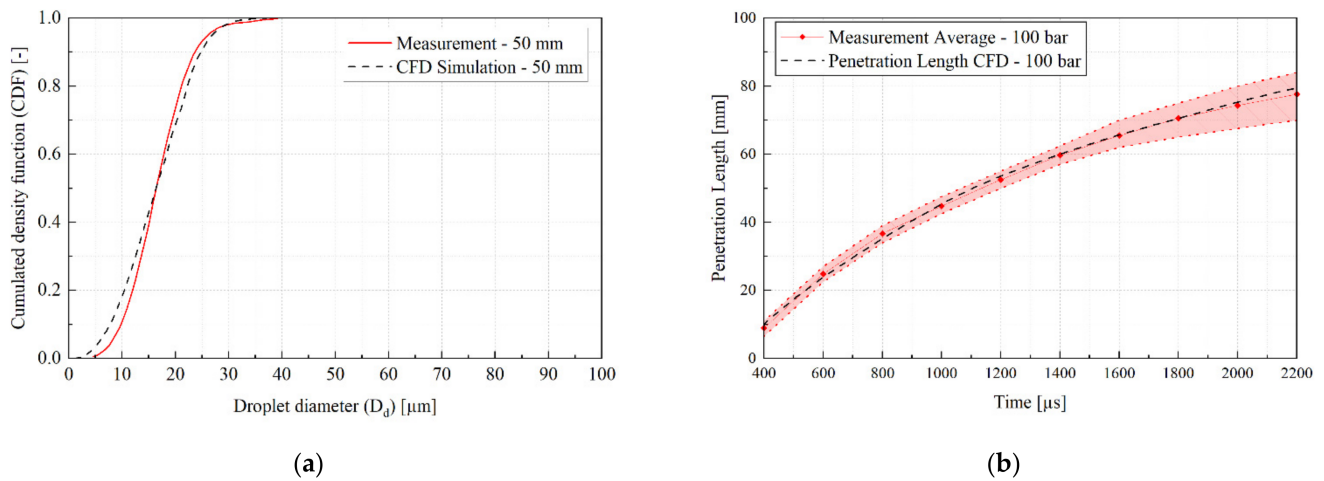 Cumulated density function (CDF) [-]
1.0
0.8
0.6
0.4
0.2
0.0
Measurement - 50 mm
CFD Simulation - 50 mm
0 10 20 30 40 50 60 70 80 90 100
Droplet diameter (Dd) [µm]
(a)
Penetration Length [mm]
100
80
60
40
20
0
Measurement Average - 100 bar
Penetration Length CFD - 100 bar
400 600 800 1000 1200 1400 1600 1800 2000 2200
Time [µs]
(b)